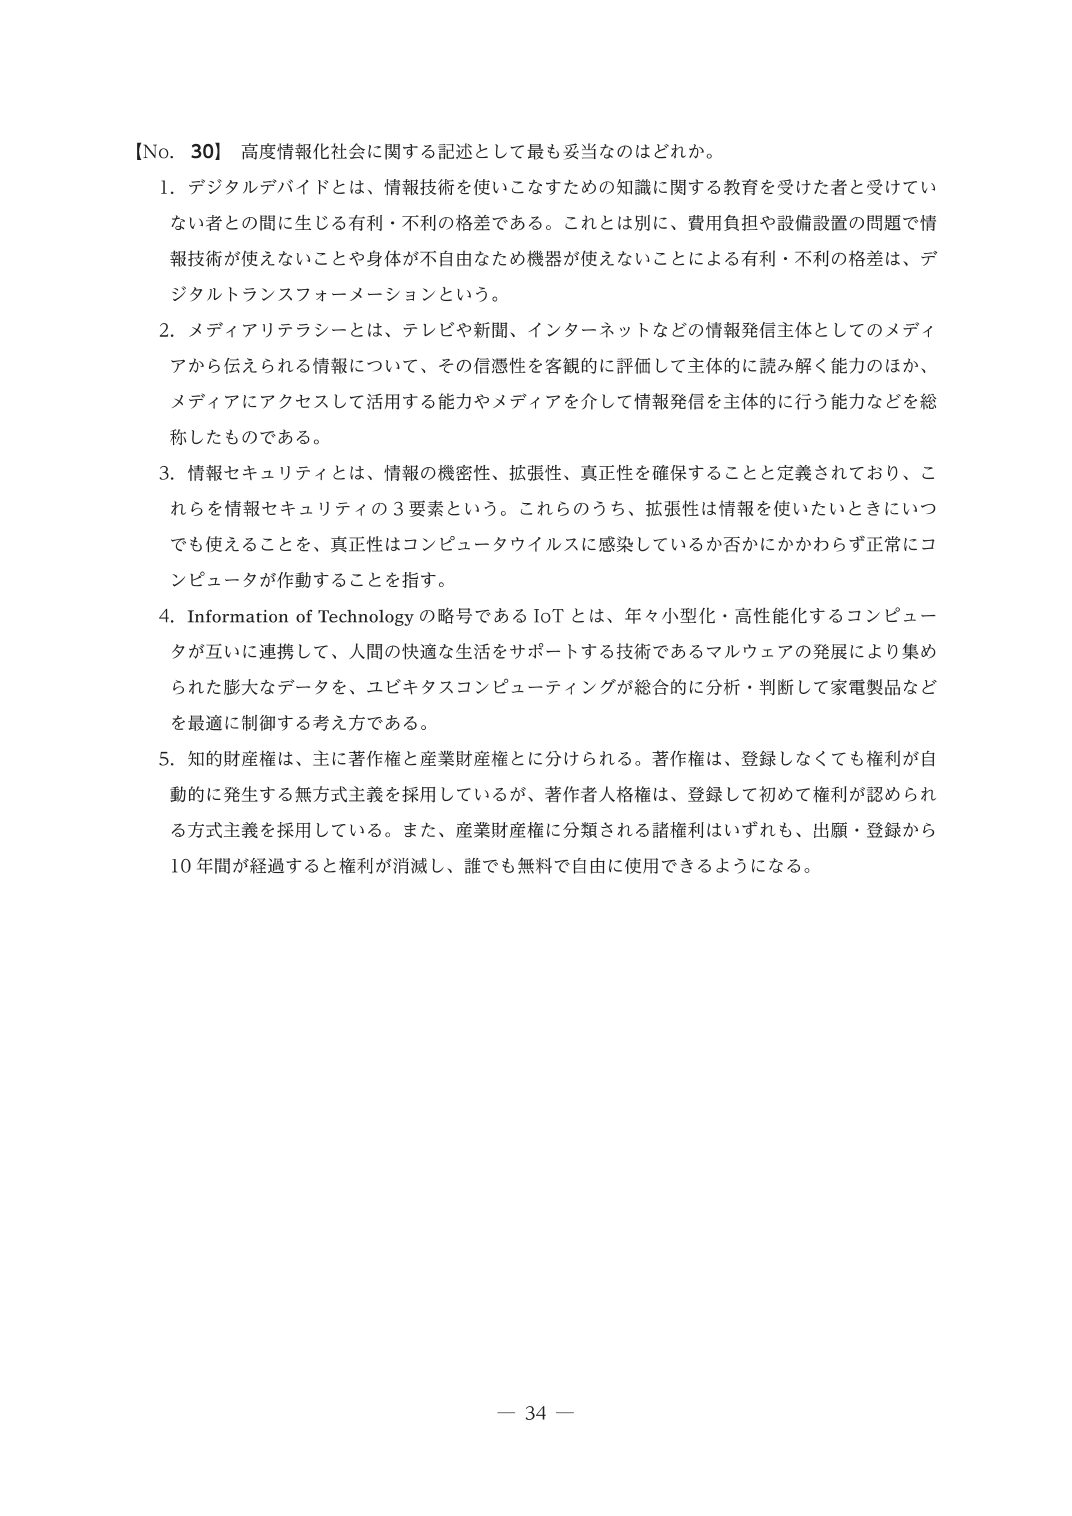 【No. 30】 高度情報化社会に関する記述として最も妥当なのはどれか。
1. デジタルデバイドとは、情報技術を使いこなすための知識に関する教育を受けた者と受けてい
ない者との間に生じる有利・不利の格差である。これとは別に、費用負担や設備設置の問題で情
報技術が使えないことや身体が不自由なため機器が使えないことによる有利・不利の格差は、デ
ジタルトランスフォーメーションという。
2. メディアリテラシーとは、テレビや新聞、インターネットなどの情報発信主体としてのメディ
アから伝えられる情報について、その信憑性を客観的に評価して主体的に読み解く能力のほか、
メディアにアクセスして活用する能力やメディアを介して情報発信を主体的に行う能力などを総
称したものである。
3. 情報セキュリティとは、情報の機密性、拡張性、真正性を確保することと定義されており、こ
れらを情報セキュリティの3要素という。これらのうち、拡張性は情報を使いたいときにいつ
でも使えることを、真正性はコンピュータウイルスに感染しているか否かにかかわらず正常にコ
ンピュータが作動することを指す。
4. Information of Technology の略号である IoT とは、年々小型化・高性能化するコンピュー
タが互いに連携して、人間の快適な生活をサポートする技術であるマルウェアの発展により集め
られた膨大なデータを、ユビキタスコンピューティングが総合的に分析・判断して家電製品など
を最適に制御する考え方である。
5. 知的財産権は、主に著作権と産業財産権とに分けられる。著作権は、登録しなくても権利が自
動的に発生する無方式主義を採用しているが、著作者人格権は、登録して初めて権利が認められ
る方式主義を採用している。また、産業財産権に分類される諸権利はいずれも、出願・登録から
10 年間が経過すると権利が消滅し、誰でも無料で自由に使用できるようになる。
― 34 ―